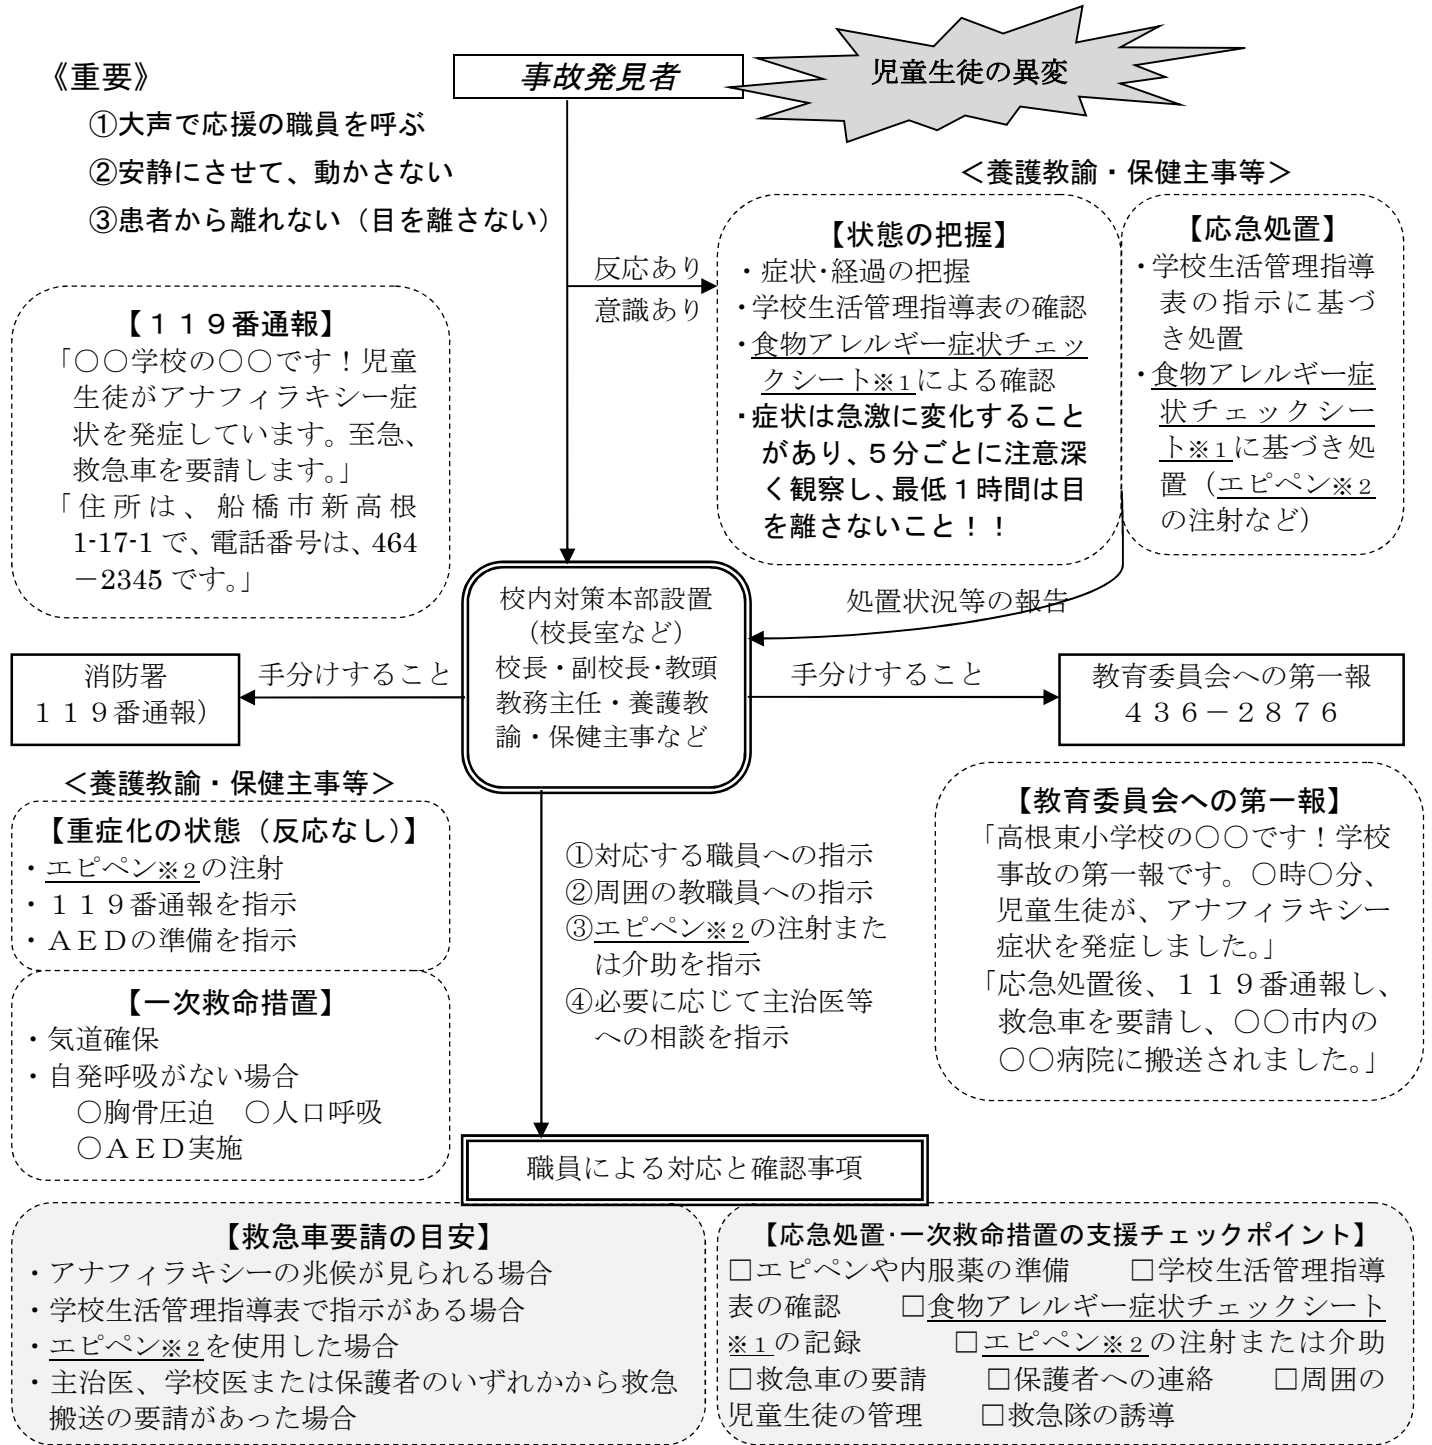 事故発見者
児童生徒の異変
《重要》
①大声で応援の職員を呼ぶ
②安静にさせて、動かさない
③患者から離れない（目を離さない）
＜養護教諭・保健主事等＞
反応あり
意識あり
【状態の把握】
・症状・経過の把握
・学校生活管理指導表の確認
・食物アレルギー症状チェッ
クシート※1による確認
・症状は急激に変化すること
があり、５分ごとに注意深
く観察し、最低１時間は目
を離さないこと！！
【応急処置】
・学校生活管理指導
表の指示に基づ
き処置
・食物アレルギー症
状チェックシー
ト※1に基づき処
置（エピペン※2
の注射など）
【１１９番通報】
「○○学校の○○です！児童
生徒がアナフィラキシー症
状を発症しています。至急、
救急車を要請します。」
「住所は、船橋市新高根
1-17-1で、電話番号は、464
－2345です。」
校内対策本部設置
（校長室など）
校長・副校長・教頭
教務主任・養護教
諭・保健主事など
処置状況等の報告
消防署
１１９番通報）
手分けすること
手分けすること
教育委員会への第一報
４３６－２８７６
＜養護教諭・保健主事等＞
【重症化の状態（反応なし）】
・エピペン※2の注射
・１１９番通報を指示
・ＡＥＤの準備を指示
【一次救命措置】
・気道確保
・自発呼吸がない場合
○胸骨圧迫　○人口呼吸
○ＡＥＤ実施
①対応する職員への指示
②周囲の教職員への指示
③エピペン※2の注射また
は介助を指示
④必要に応じて主治医等
への相談を指示
【教育委員会への第一報】
「高根東小学校の○○です！学校
事故の第一報です。○時○分、
児童生徒が、アナフィラキシー
症状を発症しました。」
「応急処置後、１１９番通報し、
救急車を要請し、○○市内の
○○病院に搬送されました。」
職員による対応と確認事項
【救急車要請の目安】
・アナフィラキシーの兆候が見られる場合
・学校生活管理指導表で指示がある場合
・エピペン※2を使用した場合
・主治医、学校医または保護者のいずれかから救急
搬送の要請があった場合
【応急処置・一次救命措置の支援チェックポイント】
□エピペンや内服薬の準備　　□学校生活管理指導
表の確認　　□食物アレルギー症状チェックシート
※1の記録　　　□エピペン※2の注射または介助
□救急車の要請　　□保護者への連絡　　□周囲の
児童生徒の管理　　□救急隊の誘導